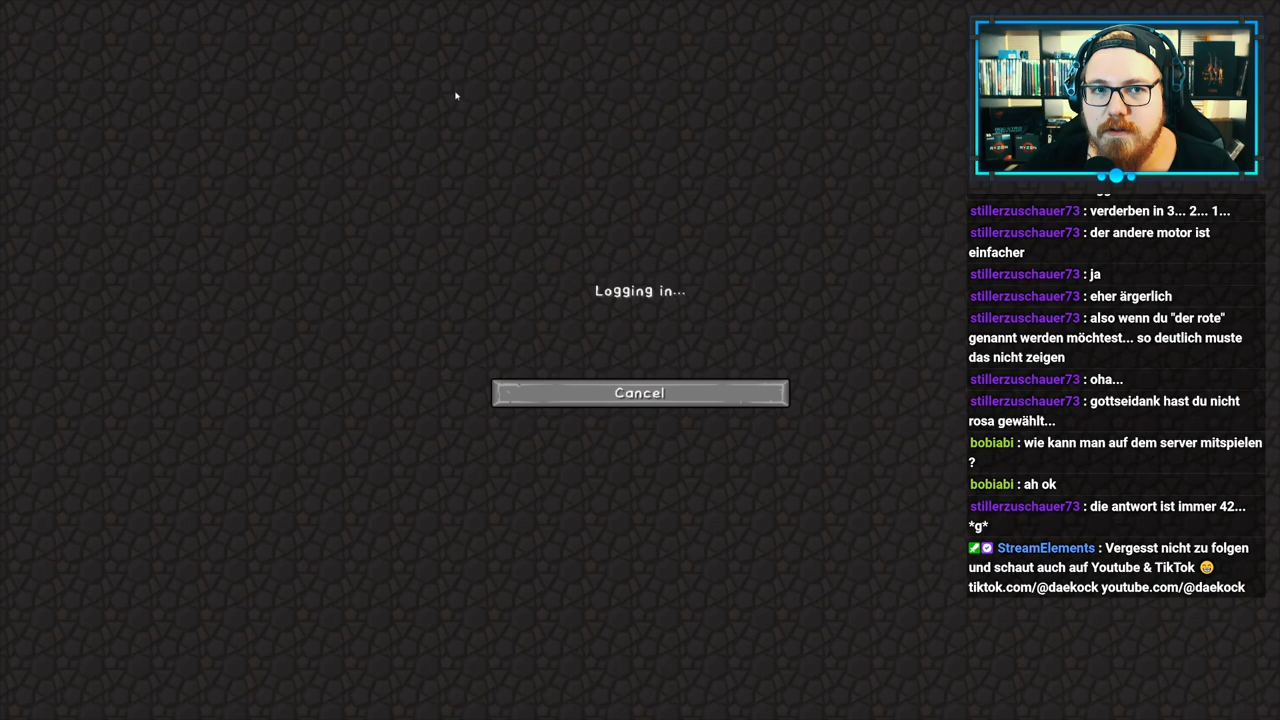 Logging in...
Cancel
RYZEN
RYZEN
stillerzuschauer73 : verderben in 3... 2... 1...
stillerzuschauer73 : der andere motor ist
einfacher
stillerzuschauer73 : ja
stillerzuschauer73 : eher ärgerlich
stillerzuschauer73 : also wenn du "der rote"
genannt werden möchtest... so deutlich muste
das nicht zeigen
stillerzuschauer73 : oha...
stillerzuschauer73 : gottseidank hast du nicht
rosa gewählt...
bobiabi : wie kann man auf dem server mitspielen
?
bobiabi : ah ok
stillerzuschauer73 : die antwort ist immer 42...
*g*
StreamElements : Vergesst nicht zu folgen
und schaut auch auf Youtube & TikTok 😁
tiktok.com/@daekock youtube.com/@daekock